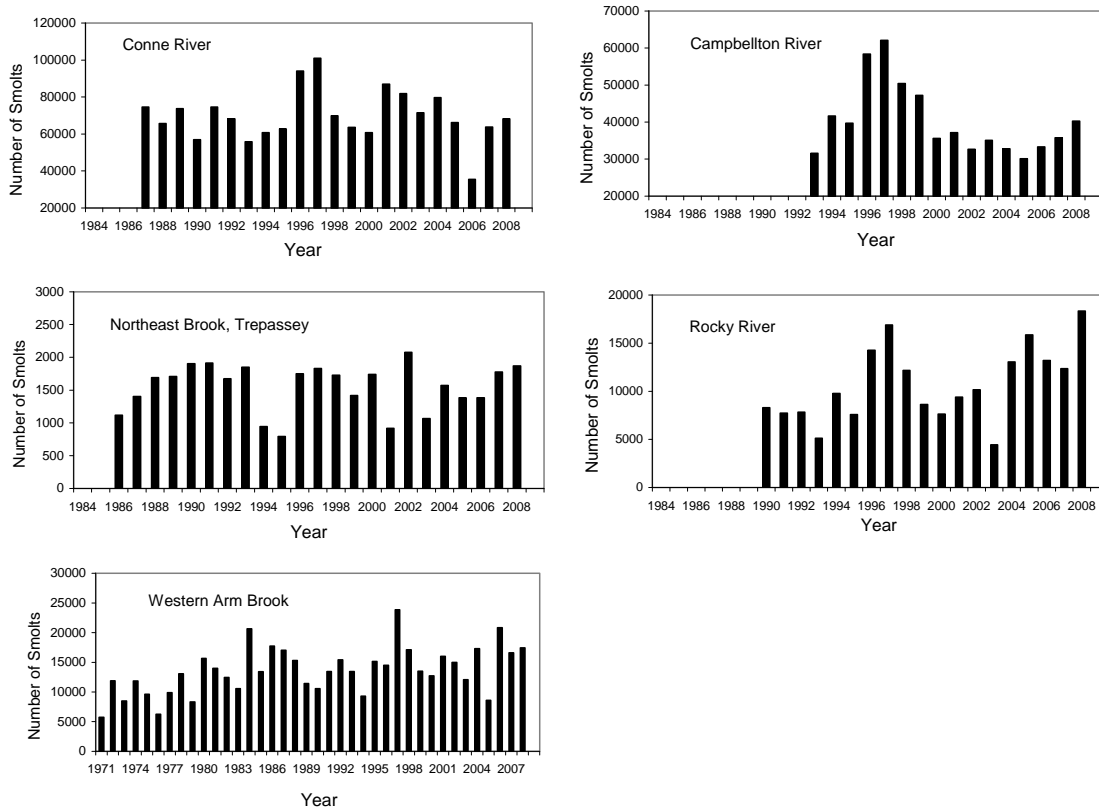 Conne River
Number of Smolts
120000
100000
80000
60000
40000
20000
1984 1986 1988 1990 1992 1994 1996 1998 2000 2002 2004 2006 2008
Year
Campbellton River
Number of Smolts
70000
60000
50000
40000
30000
20000
1984 1986 1988 1990 1992 1994 1996 1998 2000 2002 2004 2006 2008
Year
Northeast Brook, Trepassey
Number of Smolts
3000
2500
2000
1500
1000
500
0
1984 1986 1988 1990 1992 1994 1996 1998 2000 2002 2004 2006 2008
Year
Rocky River
Number of Smolts
20000
15000
10000
5000
0
1984 1986 1988 1990 1992 1994 1996 1998 2000 2002 2004 2006 2008
Year
Western Arm Brook
Number of Smolts
30000
25000
20000
15000
10000
5000
0
1971 1974 1977 1980 1983 1986 1989 1992 1995 1998 2001 2004 2007
Year